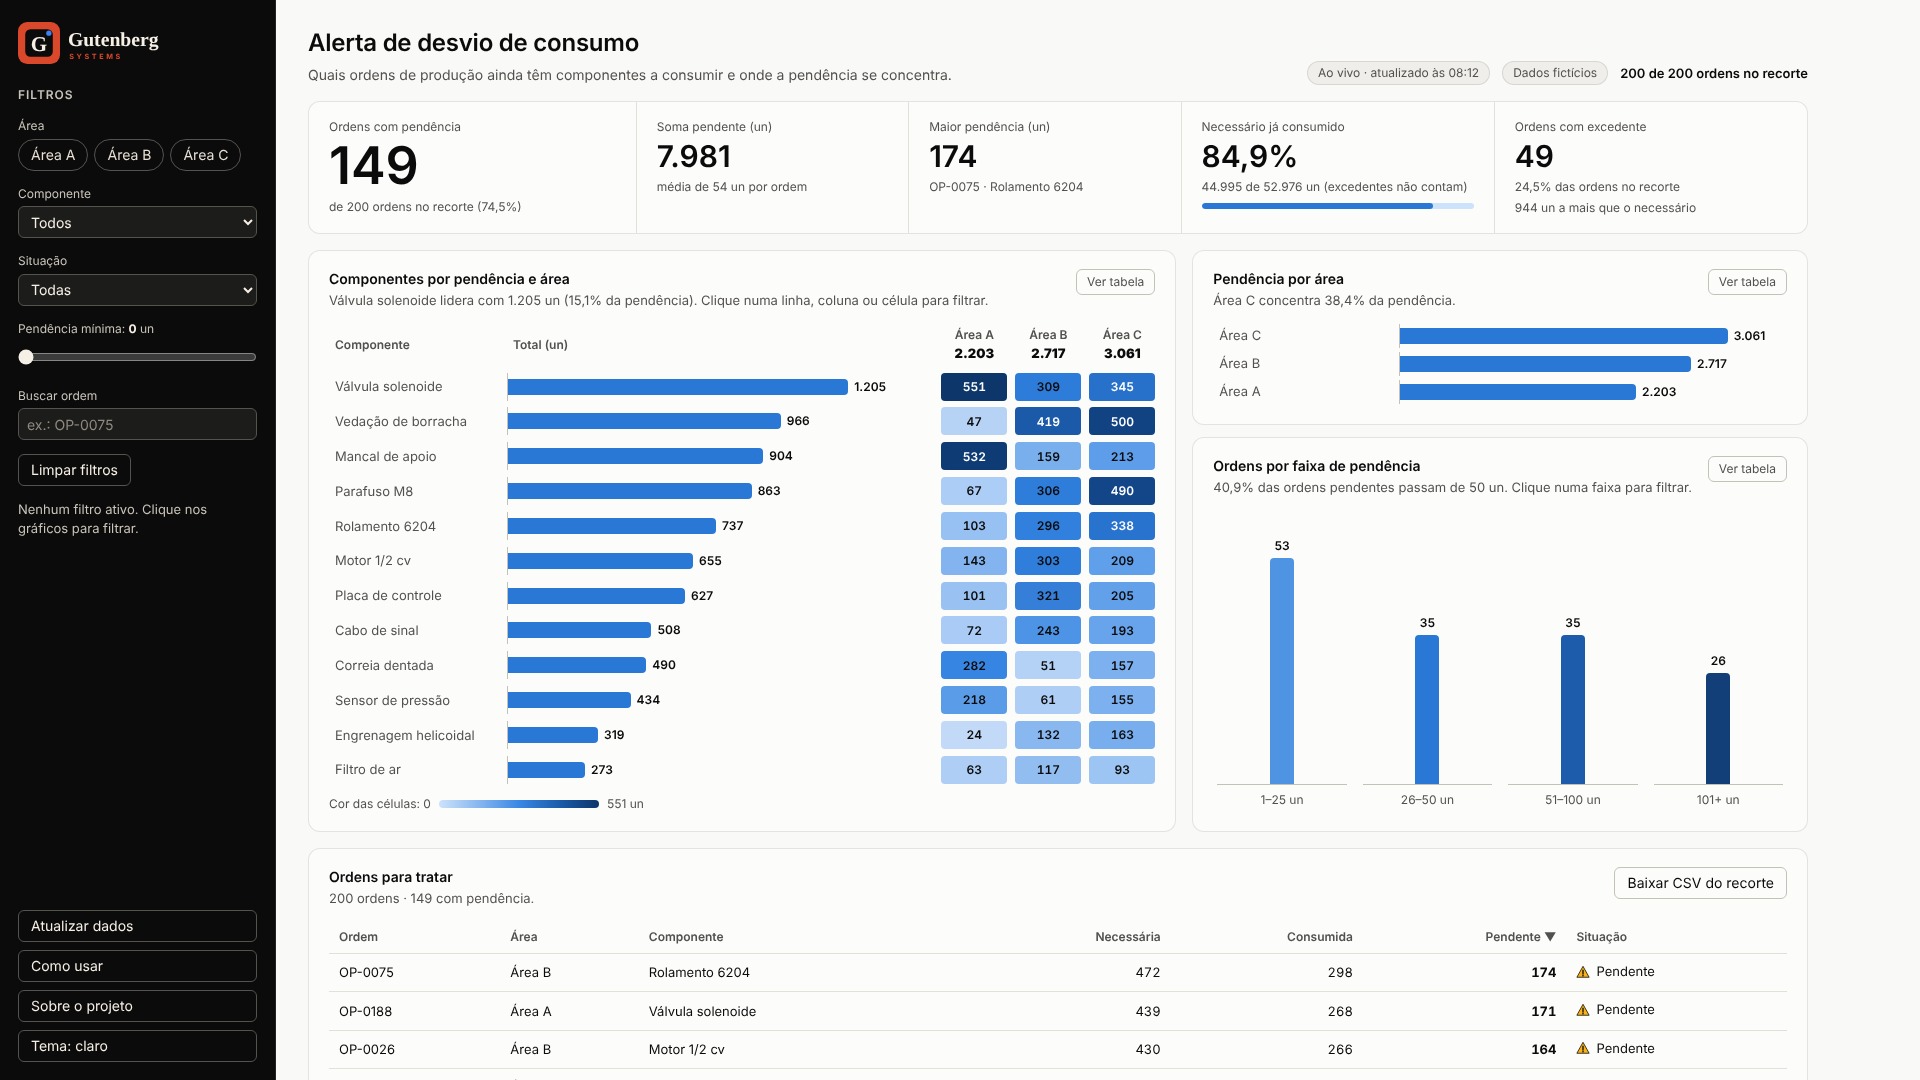 G Gutenberg
SYSTEMS
FILTROS
Área
Área A Área B Área C
Componente
Todos
Situação
Todas
Pendência mínima: 0 un
Buscar ordem
ex.: OP-0075
Limpar filtros
Nenhum filtro ativo. Clique nos
gráficos para filtrar.
Atualizar dados
Como usar
Sobre o projeto
Tema: claro
Alerta de desvio de consumo
Quais ordens de produção ainda têm componentes a consumir e onde a pendência se concentra.
Ao vivo · atualizado às 08:12 Dados fictícios 200 de 200 ordens no recorte
Ordens com pendência
149
de 200 ordens no recorte (74,5%)
Soma pendente (un)
7.981
média de 54 un por ordem
Maior pendência (un)
174
OP-0075 · Rolamento 6204
Necessário já consumido
84,9%
44.995 de 52.976 un (excedentes não contam)
Ordens com excedente
49
24,5% das ordens no recorte
944 un a mais que o necessário
Componentes por pendência e área
Válvula solenoide lidera com 1.205 un (15,1% da pendência). Clique numa linha, coluna ou célula para filtrar.
Ver tabela
Componente Total (un) Área A Área B Área C
2.203 2.717 3.061
Válvula solenoide 1.205 551 309 345
Vedação de borracha 966 47 419 500
Mancal de apoio 904 532 159 213
Parafuso M8 863 67 306 490
Rolamento 6204 737 103 296 338
Motor 1/2 cv 655 143 303 209
Placa de controle 627 101 321 205
Cabo de sinal 508 72 243 193
Correia dentada 490 282 51 157
Sensor de pressão 434 218 61 155
Engrenagem helicoidal 319 24 132 163
Filtro de ar 273 63 117 93
Cor das células: 0 551 un
Pendência por área
Área C concentra 38,4% da pendência.
Ver tabela
Área C 3.061
Área B 2.717
Área A 2.203
Ordens por faixa de pendência
40,9% das ordens pendentes passam de 50 un. Clique numa faixa para filtrar.
Ver tabela
53 35 35 26
1–25 un 26–50 un 51–100 un 101+ un
Ordens para tratar
200 ordens · 149 com pendência.
Baixar CSV do recorte
Ordem Área Componente Necessária Consumida Pendente ▼ Situação
OP-0075 Área B Rolamento 6204 472 298 174 Pendente
OP-0188 Área A Válvula solenoide 439 268 171 Pendente
OP-0026 Área B Motor 1/2 cv 430 266 164 Pendente